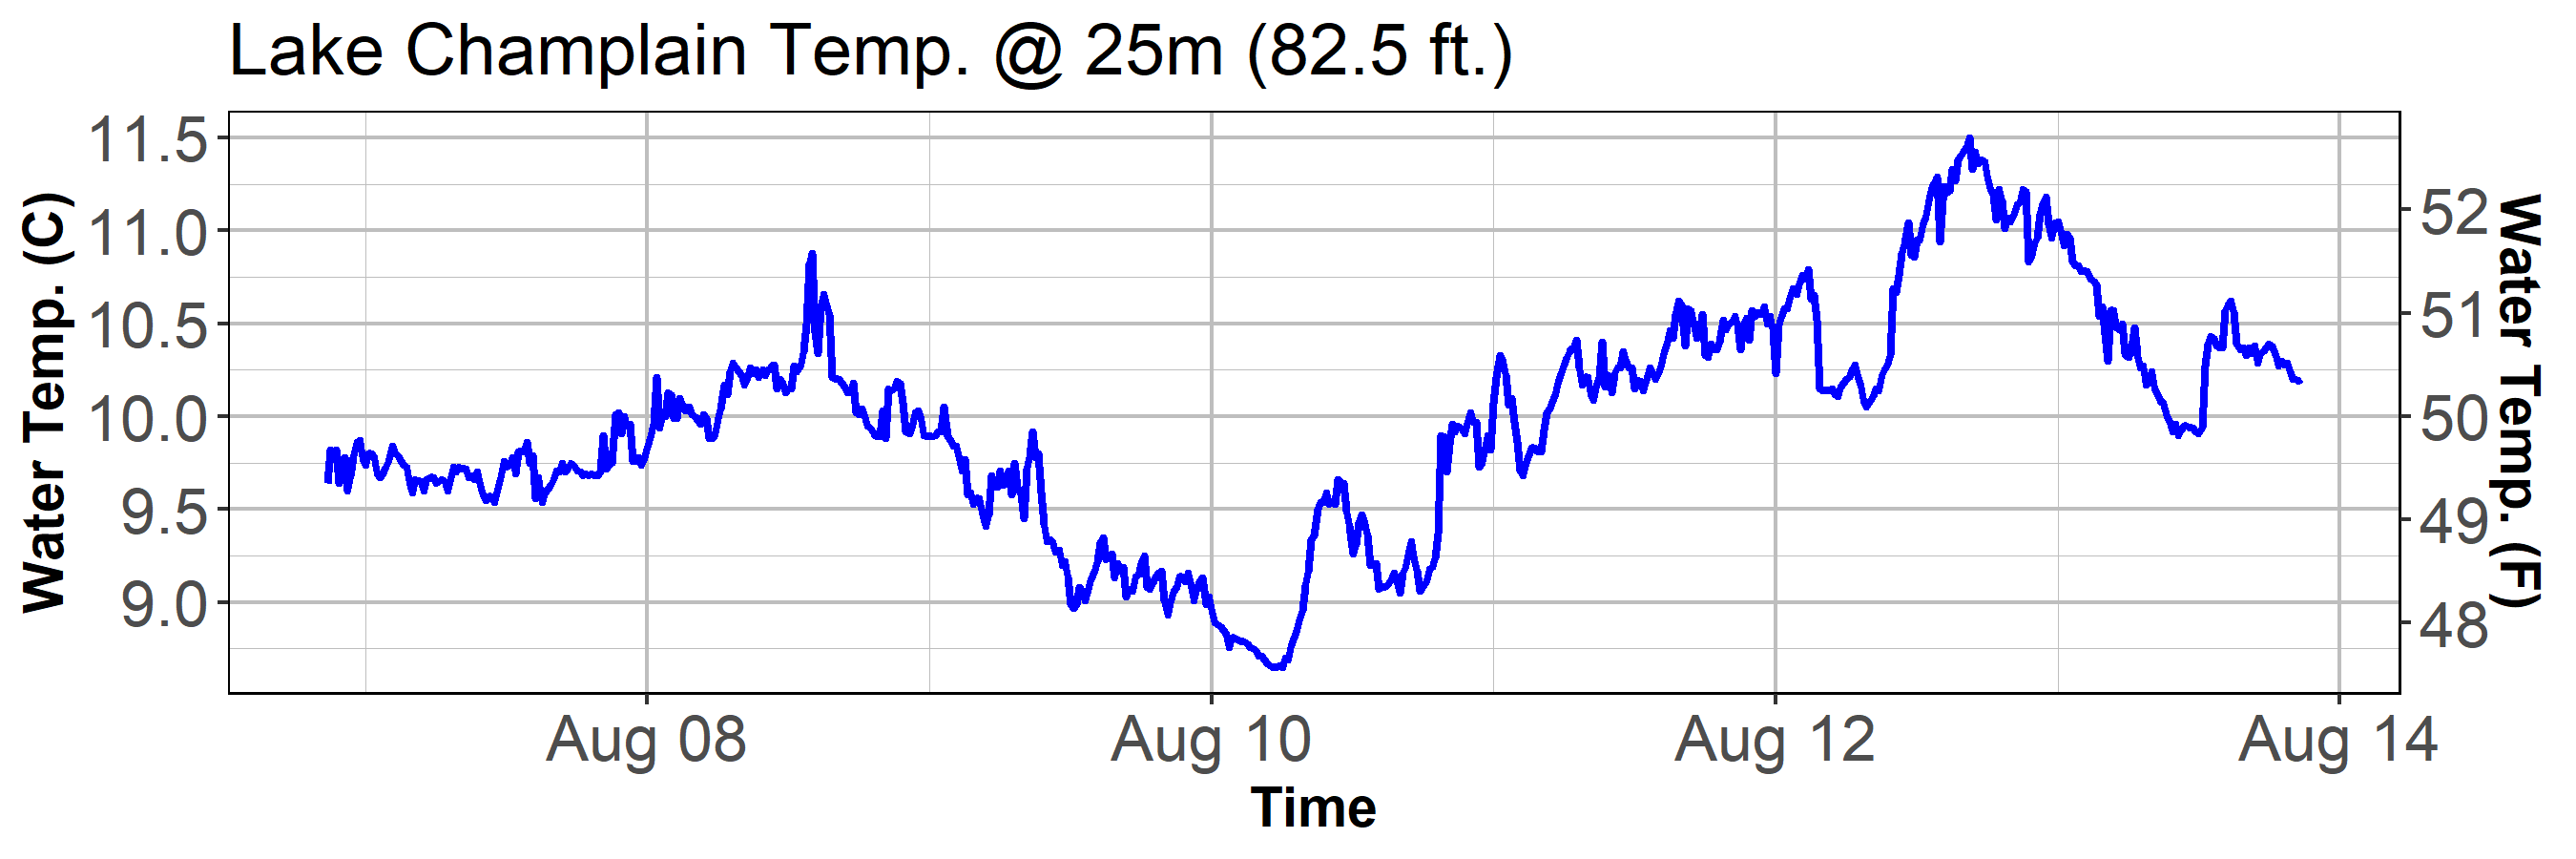 Lake Champlain Temp. @ 25m (82.5 ft.)
Water Temp. (C)
11.5
11.0
10.5
10.0
9.5
9.0
52
51
50
49
48
Water Temp. (F)
Aug 08
Aug 10
Aug 12
Aug 14
Time